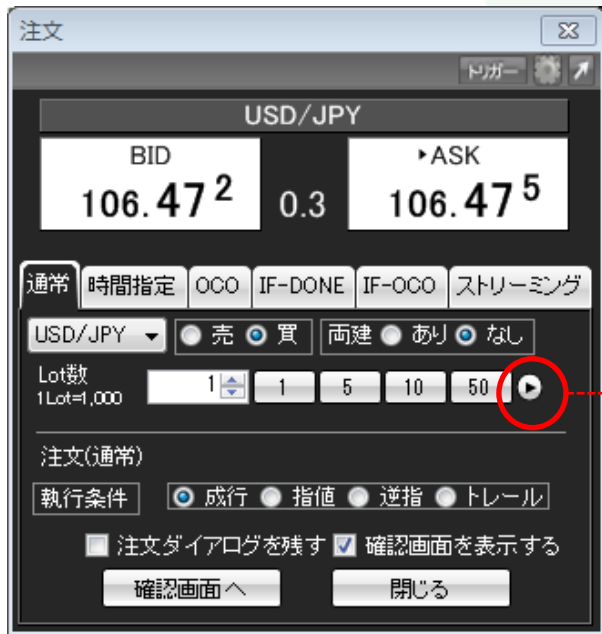 注文
トリガー
USD/JPY
BID ASK
106.472 0.3 106.475
通常 時間指定 OCO IF-DONE IF-OCO ストリーミング
USD/JPY 売 買 両建 あり なし
Lot数 1 1 5 10 50
1Lot=1,000
注文(通常)
執行条件 成行 指値 逆指 トレール
注文ダイアログを残す 確認画面を表示する
確認画面へ 閉じる